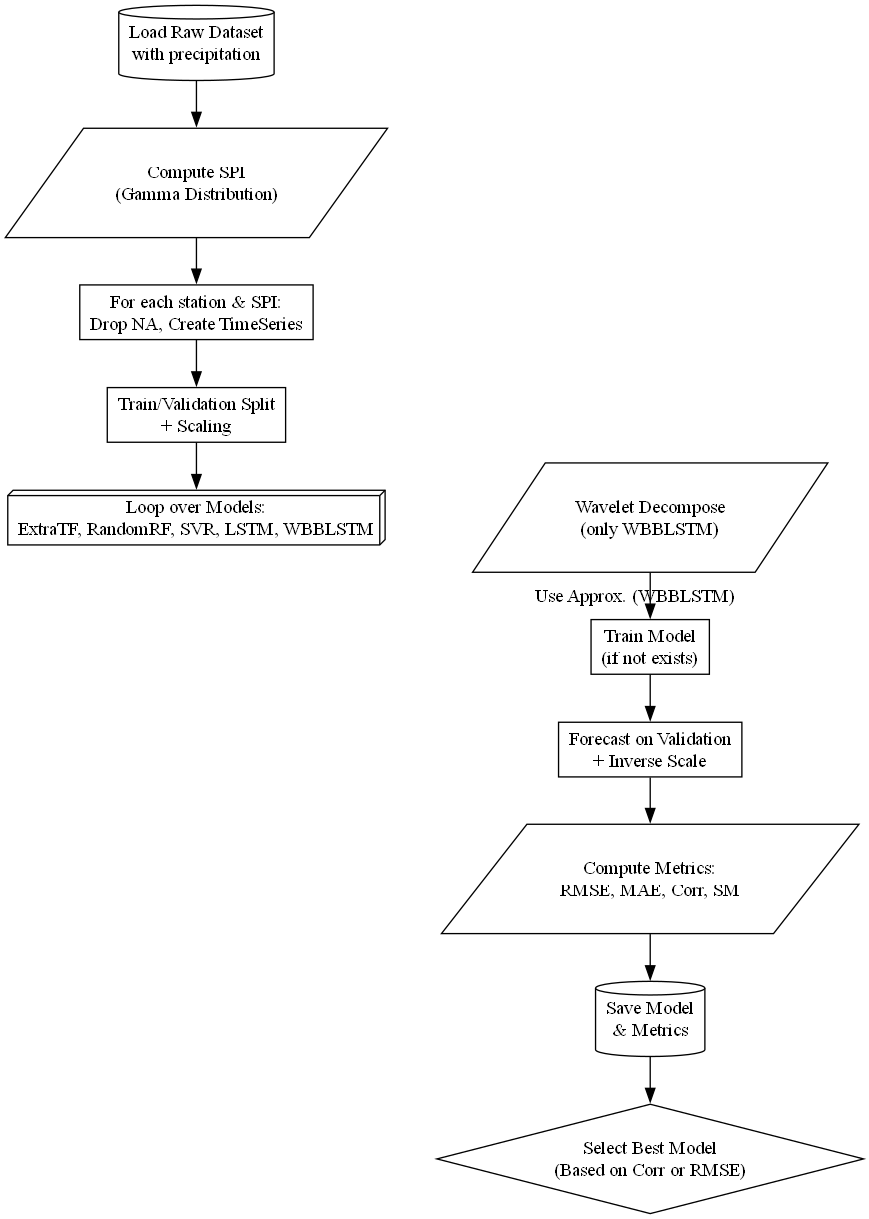 Load Raw Dataset
with precipitation
Compute SPI
(Gamma Distribution)
For each station & SPI:
Drop NA, Create TimeSeries
Train/Validation Split
+ Scaling
Loop over Models:
ExtraTF, RandomRF, SVR, LSTM, WBBLSTM
Wavelet Decompose
(only WBBLSTM)
Use Approx. (WBBLSTM)
Train Model
(if not exists)
Forecast on Validation
+ Inverse Scale
Compute Metrics:
RMSE, MAE, Corr, SM
Save Model
& Metrics
Select Best Model
(Based on Corr or RMSE)